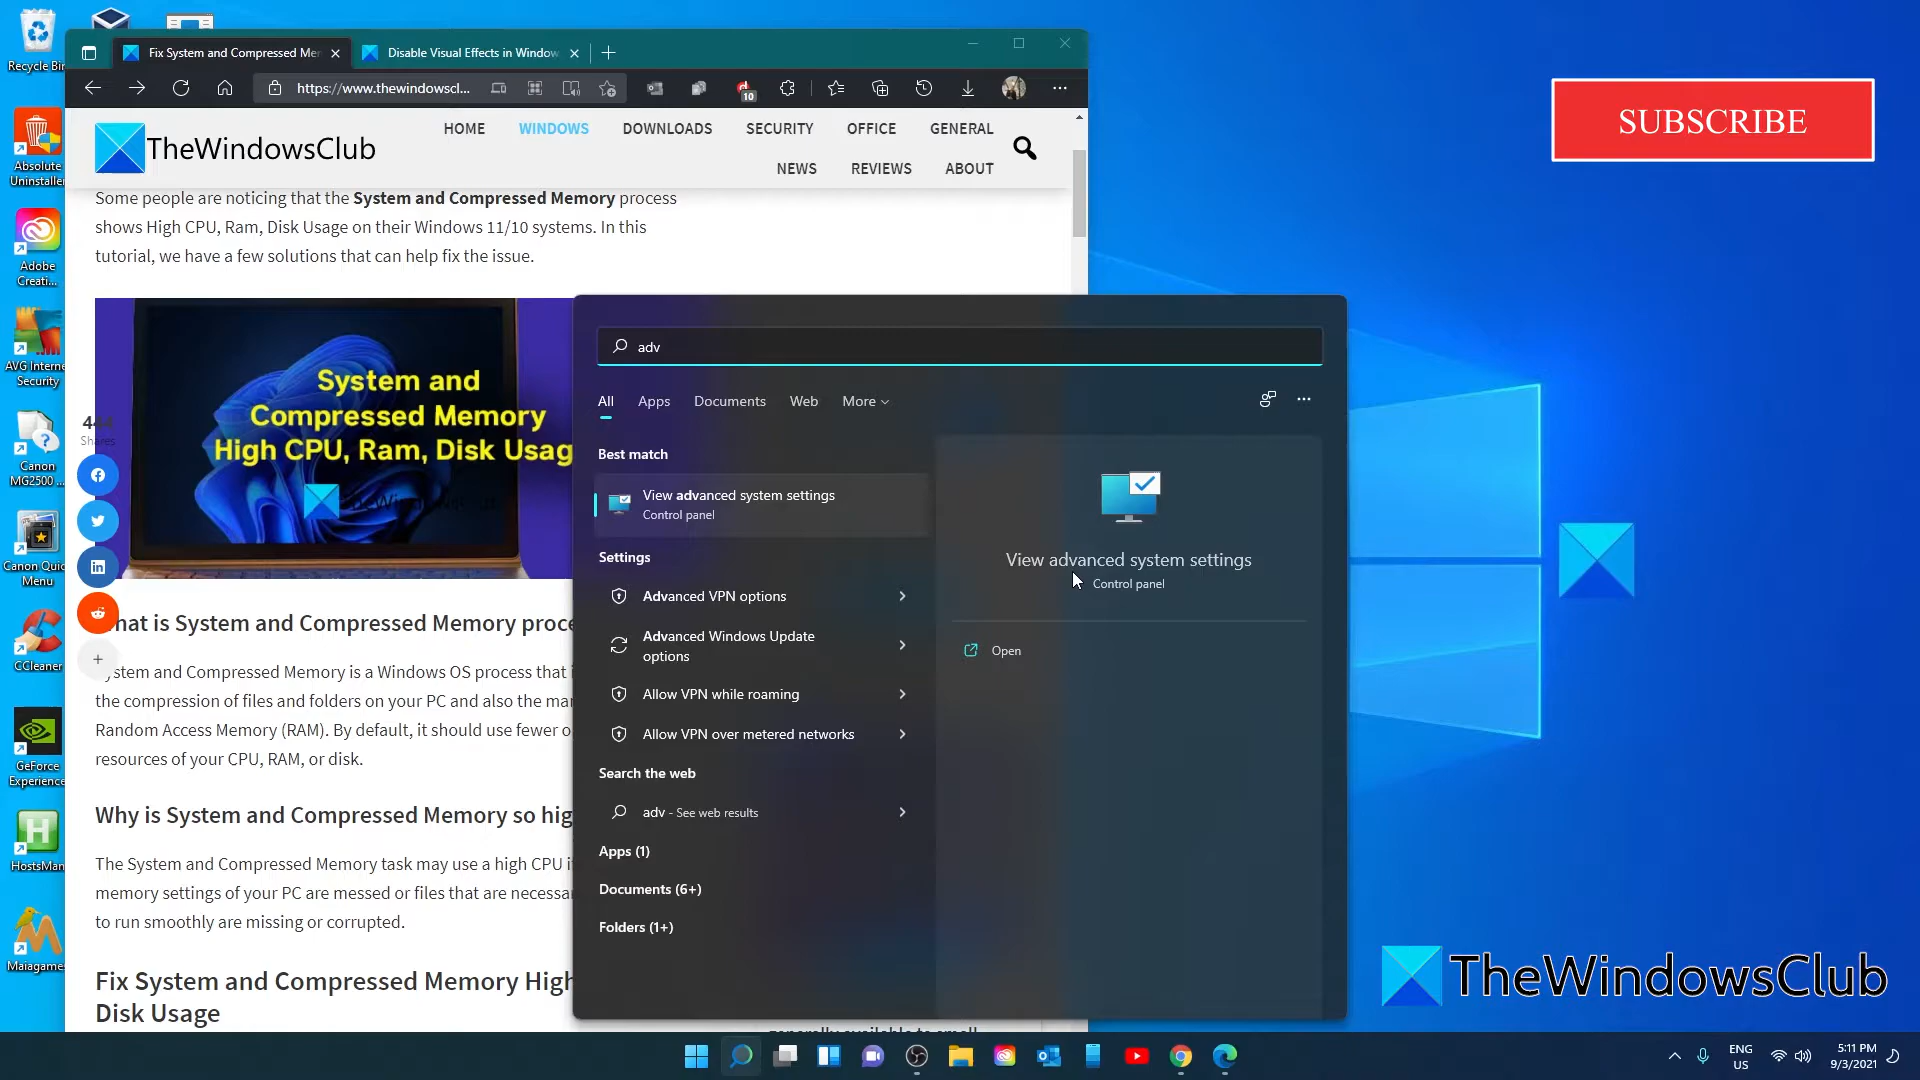 Recycle Bin
Absolute
Uninstaller
Adobe
Creati...
AVG Interne
Security
Canon
MG2500 ...
Canon Quic
Menu
CCleaner
GeForce
Experience
HostsMan
Maiagames
Fix System and Compressed Me
Disable Visual Effects in Window
https://www.thewindowscl...
10
TheWindowsClub
HOME WINDOWS DOWNLOADS SECURITY OFFICE GENERAL
NEWS REVIEWS ABOUT
Some people are noticing that the System and Compressed Memory process
shows High CPU, Ram, Disk Usage on their Windows 11/10 systems. In this
tutorial, we have a few solutions that can help fix the issue.
System and
Compressed Memory
High CPU, Ram, Disk Usag
444
Shares
hat is System and Compressed Memory proce
stem and Compressed Memory is a Windows OS process that i
the compression of files and folders on your PC and also the
Random Access Memory (RAM). By default, it should use fewer o
resources of your CPU, RAM, or disk.
Why is System and Compressed Memory so hig
The System and Compressed Memory task may use a high CPU i
memory settings of your PC are messed or files that are necessa
to run smoothly are missing or corrupted.
Fix System and Compressed Memory High
Disk Usage
adv
All Apps Documents Web More
Best match
View advanced system settings
Control panel
Settings
Advanced VPN options
Advanced Windows Update
options
Allow VPN while roaming
Allow VPN over metered networks
Search the web
adv - See web results
Apps (1)
Documents (6+)
Folders (1+)
View advanced system settings
Control panel
Open
SUBSCRIBE
TheWindowsClub
ENG
US
5:11 PM
9/3/2021